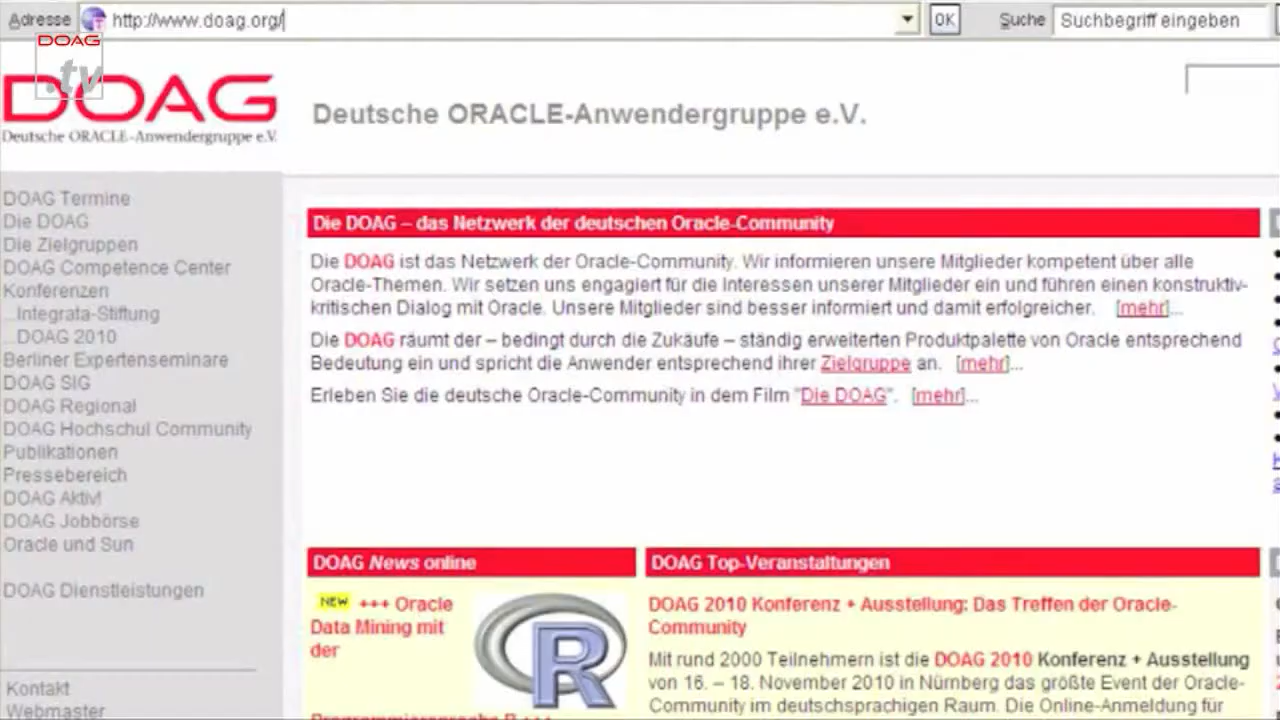 Adresse http://www.doag.org/ OK Suche Suchbegriff eingeben
DOAG
.tv
DOAG
Deutsche ORACLE-Anwendergruppe e.V.
Deutsche ORACLE-Anwendergruppe e.V.
DOAG Termine
Die DOAG
Die Zielgruppen
DOAG Competence Center
Konferenzen
...Integrata-Stiftung
...DOAG 2010
Berliner Expertenseminare
DOAG SIG
DOAG Regional
DOAG Hochschul Community
Publikationen
Pressebereich
DOAG Aktiv!
DOAG Jobbörse
Oracle und Sun
DOAG Dienstleistungen
Kontakt
Webmaster
Die DOAG – das Netzwerk der deutschen Oracle-Community
Die DOAG ist das Netzwerk der Oracle-Community. Wir informieren unsere Mitglieder kompetent über alle
Oracle-Themen. Wir setzen uns engagiert für die Interessen unserer Mitglieder ein und führen einen konstruktiv-
kritischen Dialog mit Oracle. Unsere Mitglieder sind besser informiert und damit erfolgreicher. [mehr]...
Die DOAG räumt der – bedingt durch die Zukäufe – ständig erweiterten Produktpalette von Oracle entsprechend
Bedeutung ein und spricht die Anwender entsprechend ihrer Zielgruppe an. [mehr]...
Erleben Sie die deutsche Oracle-Community in dem Film "Die DOAG". [mehr]...
DOAG News online
NEW +++ Oracle
Data Mining mit
der
Programmiersprache R +++
R
DOAG Top-Veranstaltungen
DOAG 2010 Konferenz + Ausstellung: Das Treffen der Oracle-
Community
Mit rund 2000 Teilnehmern ist die DOAG 2010 Konferenz + Ausstellung
von 16. – 18. November 2010 in Nürnberg das größte Event der Oracle-
Community im deutschsprachigen Raum. Die Online-Anmeldung für